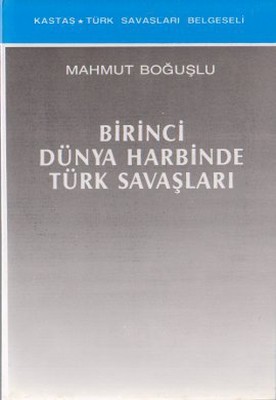 KASTAŞ ★ TÜRK SAVAŞLARI BELGESELİ
MAHMUT BOĞUŞLU
BİRİNCİ
DÜNYA HARBİNDE
TÜRK SAVAŞLARI